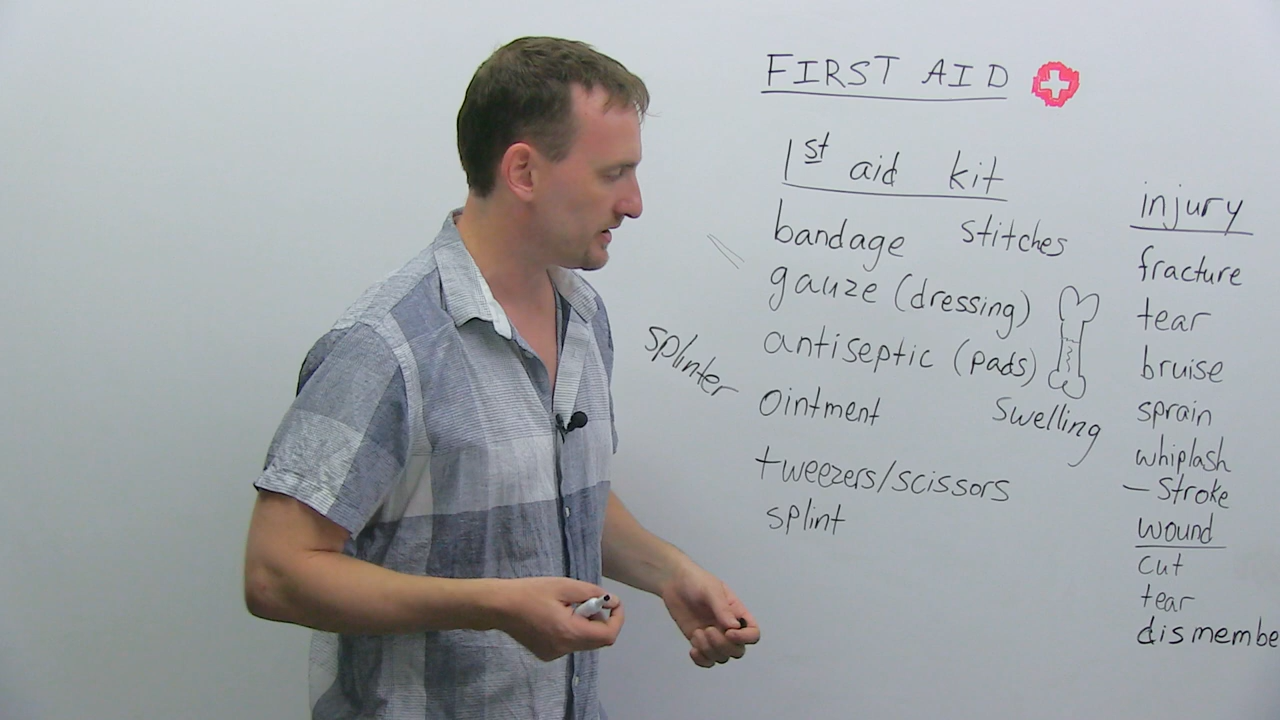 FIRST AID
1st aid kit
bandage
stitches
gauze (dressing)
antiseptic (pads)
splinter
ointment
swelling
tweezers/scissors
splint
injury
fracture
tear
bruise
sprain
whiplash
- Stroke
wound
cut
tear
dismembe